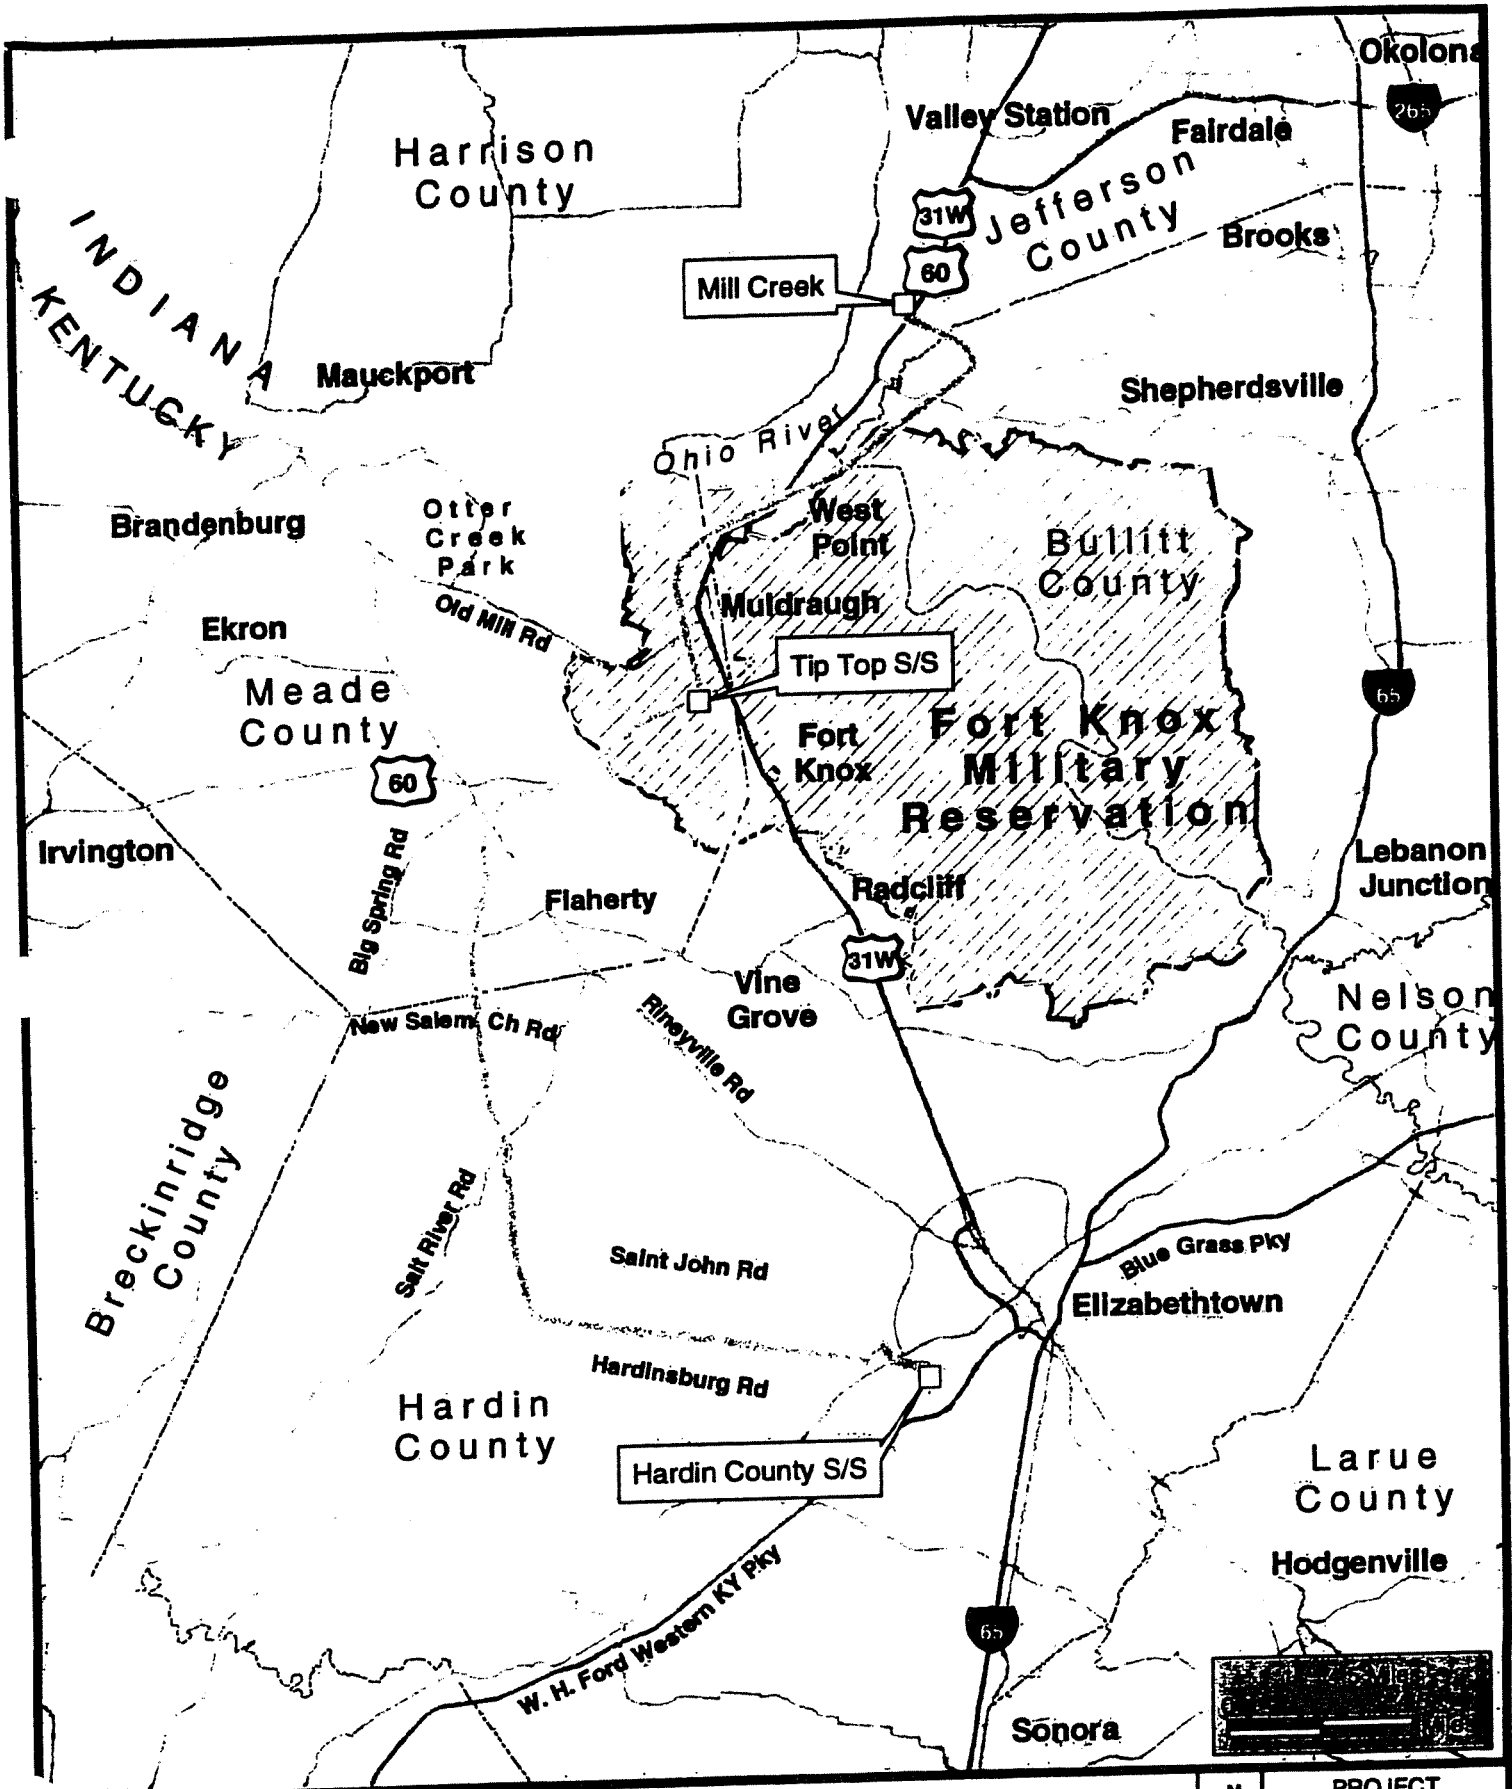 Okolona
265
Valley Station
Fairdale
Harrison
County
31W
Jefferson
County
60
Brooks
INDIANA
KENTUCKY
Mill Creek
Mauckport
Shepherdsville
Ohio River
Brandenburg
Otter
Creek
Park
West
Point
Bullitt
County
Old Mill Rd
Muldraugh
Ekron
Tip Top S/S
Meade
County
65
60
Fort
Knox
Fort Knox
Military
Reservation
Irvington
Big Spring Rd
Flaherty
Radcliff
Lebanon
Junction
31W
Vine
Grove
New Salem Ch Rd
Rineyville Rd
Nelson
County
Breckinridge
County
Salt River Rd
Saint John Rd
Blue Grass Pky
Elizabethtown
Hardinsburg Rd
Hardin
County
Hardin County S/S
Larue
County
Hodgenville
W. H. Ford Western KY Pky
65
Sonora
Miles
N
PROJECT